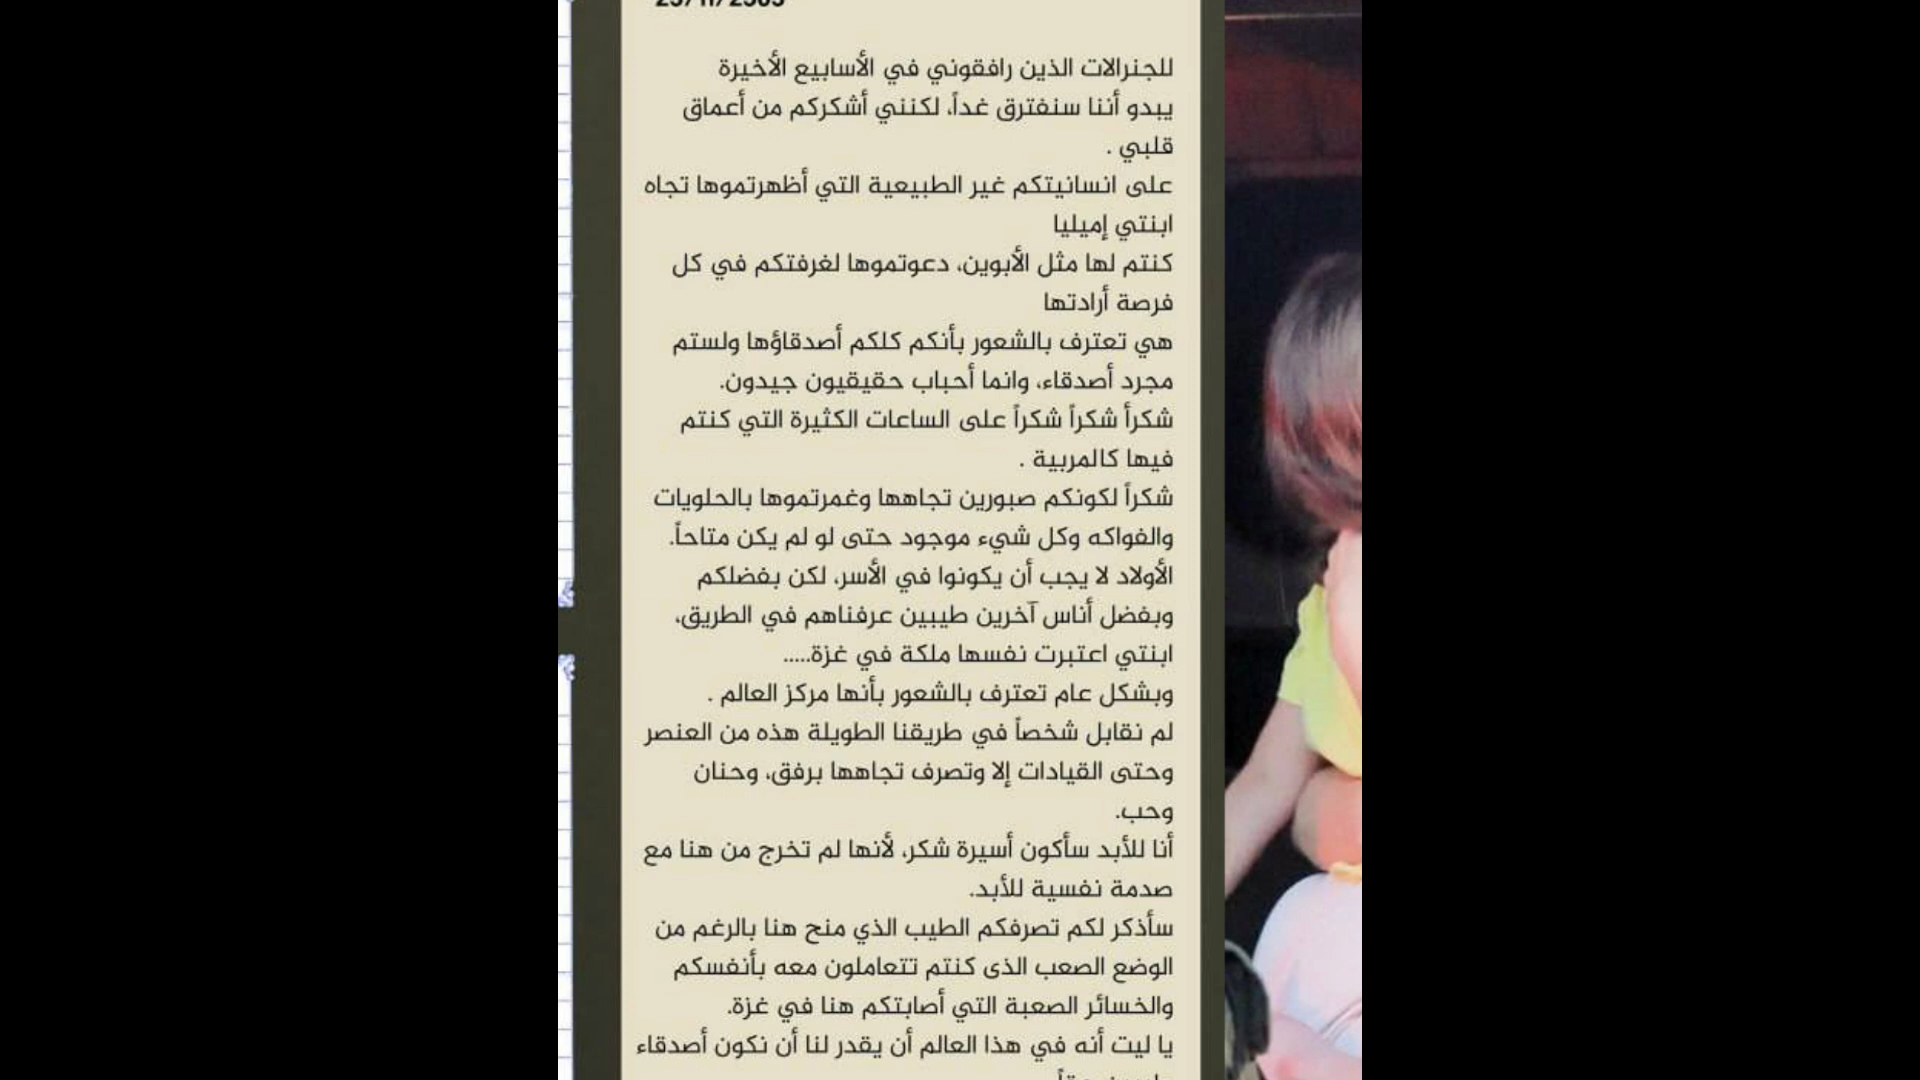 للجنرالات الذين رافقوني في الأسابيع الأخيرة
يبدو أننا سنفترق غداً، لكنني أشكركم من أعماق
قلبي .
على انسانيتكم غير الطبيعية التي أظهرتموها تجاه
ابنتي إميليا
كنتم لها مثل الأبوين، دعوتموها لغرفتكم في كل
فرصة أرادتها
هي تعترف بالشعور بأنكم كلكم أصدقاؤها ولستم
مجرد أصدقاء، وانما أحباب حقيقيون جيدون.
شكرأ شكراً شكراً على الساعات الكثيرة التي كنتم
فيها كالمربية .
شكراً لكونكم صبورين تجاهها وغمرتموها بالحلويات
والفواكه وكل شيء موجود حتى لو لم يكن متاحاً.
الأولاد لا يجب أن يكونوا في الأسر، لكن بفضلكم
وبفضل أناس آخرين طيبين عرفناهم في الطريق،
ابنتي اعتبرت نفسها ملكة في غزة.....
وبشكل عام تعترف بالشعور بأنها مركز العالم .
لم نقابل شخصاً في طريقنا الطويلة هذه من العنصر
وحتى القيادات إلا وتصرف تجاهها برفق، وحنان
وحب.
أنا للأبد سأكون أسيرة شكر، لأنها لم تخرج من هنا مع
صدمة نفسية للأبد.
سأذكر لكم تصرفكم الطيب الذي منح هنا بالرغم من
الوضع الصعب الذى كنتم تتعاملون معه بأنفسكم
والخسائر الصعبة التي أصابتكم هنا في غزة.
يا ليت أنه في هذا العالم أن يقدر لنا أن نكون أصدقاء